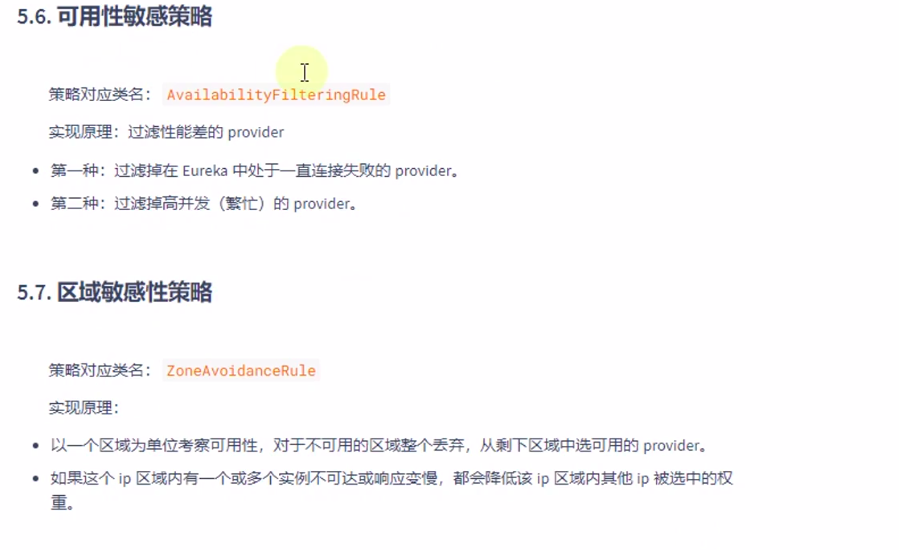 5.6. 可用性敏感策略
策略对应类名： AvailabilityFilteringRule
实现原理：过滤性能差的 provider
• 第一种：过滤掉在 Eureka 中处于一直连接失败的 provider。
• 第二种：过滤掉高并发（繁忙）的 provider。
5.7. 区域敏感性策略
策略对应类名： ZoneAvoidanceRule
实现原理：
• 以一个区域为单位考察可用性，对于不可用的区域整个丢弃，从剩下区域中选可用的 provider。
• 如果这个 ip 区域内有一个或多个实例不可达或响应变慢，都会降低该 ip 区域内其他 ip 被选中的权
重。